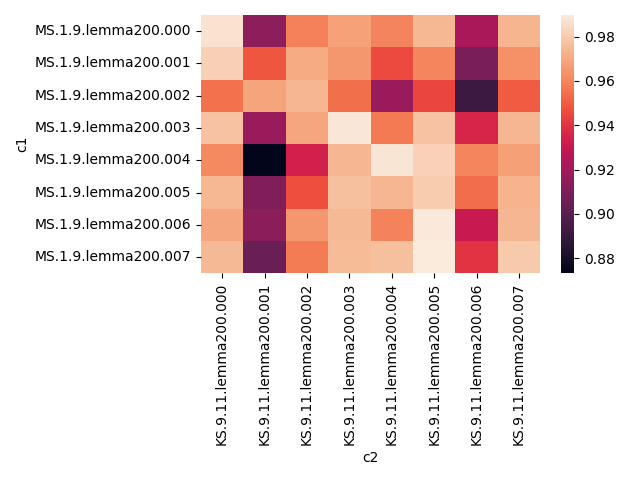 MS.1.9.lemma200.000
MS.1.9.lemma200.001
MS.1.9.lemma200.002
MS.1.9.lemma200.003
MS.1.9.lemma200.004
MS.1.9.lemma200.005
MS.1.9.lemma200.006
MS.1.9.lemma200.007
c1
KS.9.11.lemma200.000
KS.9.11.lemma200.001
KS.9.11.lemma200.002
KS.9.11.lemma200.003
KS.9.11.lemma200.004
KS.9.11.lemma200.005
KS.9.11.lemma200.006
KS.9.11.lemma200.007
c2
0.98
0.96
0.94
0.92
0.90
0.88